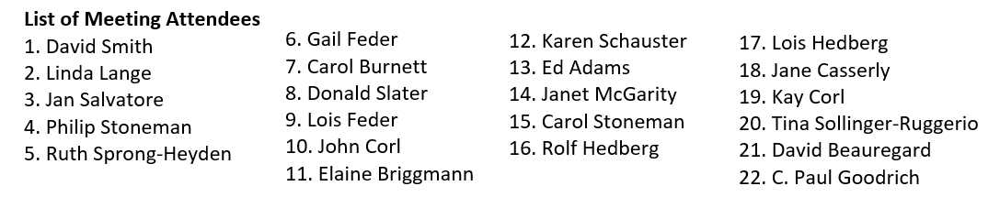 List of Meeting Attendees
1. David Smith
2. Linda Lange
3. Jan Salvatore
4. Philip Stoneman
5. Ruth Sprong-Heyden
6. Gail Feder
7. Carol Burnett
8. Donald Slater
9. Lois Feder
10. John Corl
11. Elaine Briggmann
12. Karen Schauster
13. Ed Adams
14. Janet McGarity
15. Carol Stoneman
16. Rolf Hedberg
17. Lois Hedberg
18. Jane Casserly
19. Kay Corl
20. Tina Sollinger-Ruggerio
21. David Beauregard
22. C. Paul Goodrich